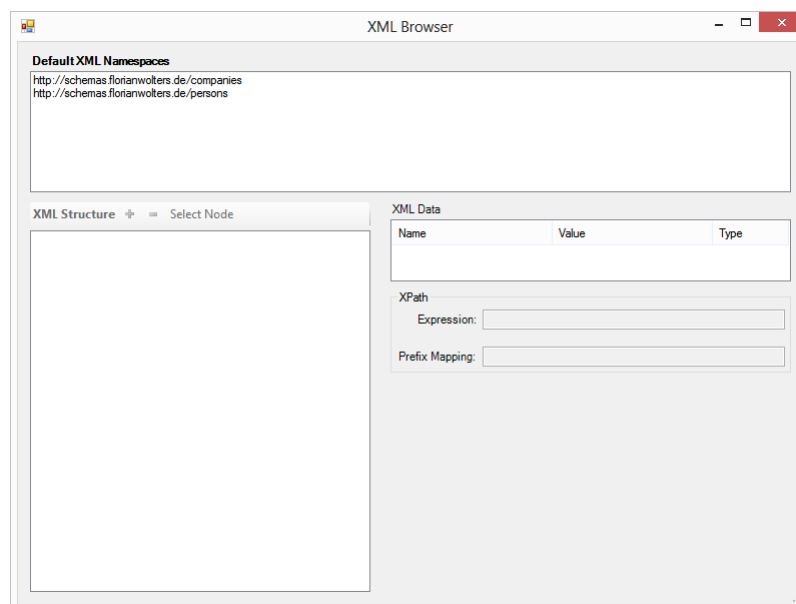 XML Browser
Default XML Namespaces
http://schemas.florianwolters.de/companies
http://schemas.florianwolters.de/persons
XML Structure Select Node
XML Data
Name Value Type
XPath
Expression:
Prefix Mapping: